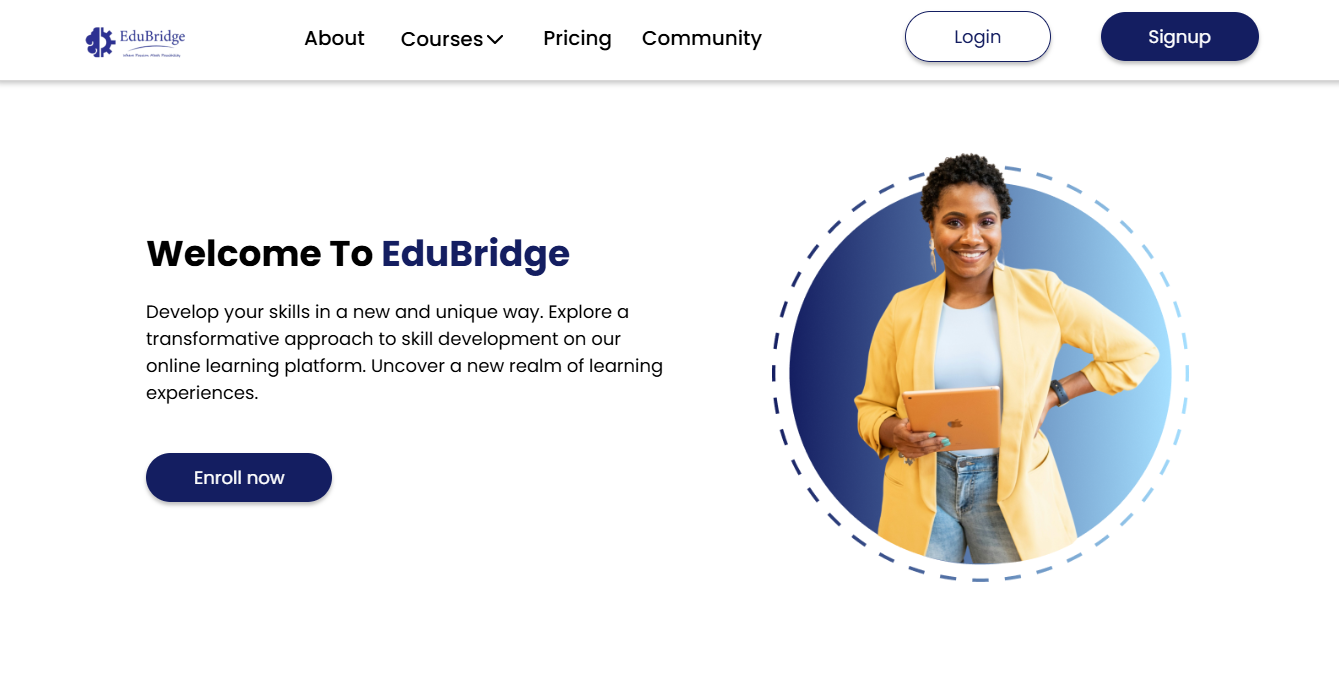 EduBridge
About
Courses
Pricing
Community
Login
Signup
Welcome To EduBridge
Develop your skills in a new and unique way. Explore a
transformative approach to skill development on our
online learning platform. Uncover a new realm of learning
experiences.
Enroll now